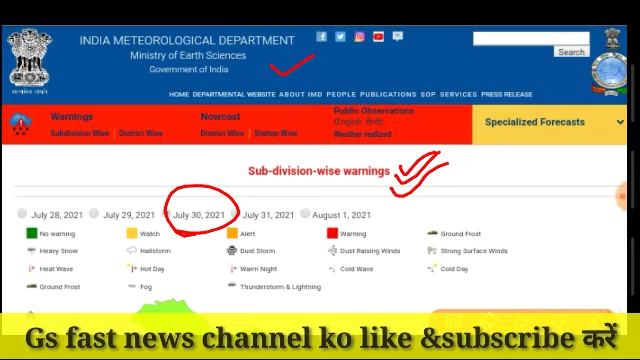 INDIA METEOROLOGICAL DEPARTMENT
Ministry of Earth Sciences
Government of India
सत्यमेव जयते
Search
HOME DEPARTMENTAL WEBSITE ABOUT IMD PEOPLE PUBLICATIONS SOP SERVICES PRESS RELEASE
Warnings
Subdivision Wise | District Wise
Nowcast
District Wise | Station Wise
Public Observations
(English, हिंदी)
Weather realized
Specialized Forecasts
Sub-division-wise warnings
July 28, 2021 July 29, 2021 July 30, 2021 July 31, 2021 August 1, 2021
No warning Watch Alert Warning Ground Frost
Heavy Snow Hailstorm Dust Storm Dust Raising Winds Strong Surface Winds
Heat Wave Hot Day Warm Night Cold Wave Cold Day
Ground Frost Fog Thunderstorm & Lightning
Gs fast news channel ko like &subscribe करें